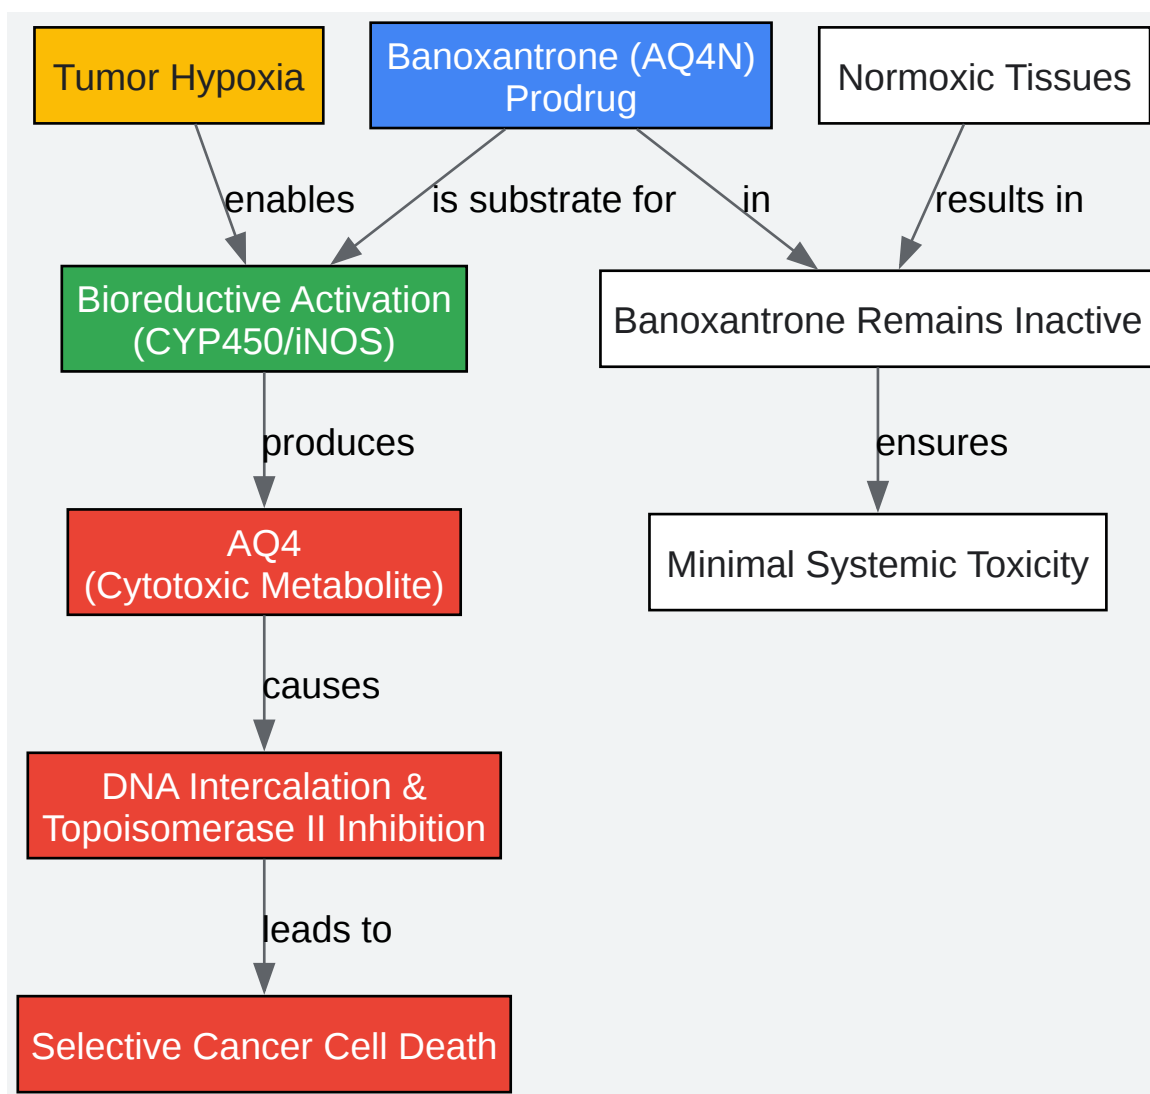 Tumor Hypoxia
Banoxantrone (AQ4N)
Prodrug
Normoxic Tissues
enables
is substrate for
in
results in
Bioreductive Activation
(CYP450/iNOS)
Banoxantrone Remains Inactive
produces
ensures
AQ4
(Cytotoxic Metabolite)
Minimal Systemic Toxicity
causes
DNA Intercalation &
Topoisomerase II Inhibition
leads to
Selective Cancer Cell Death